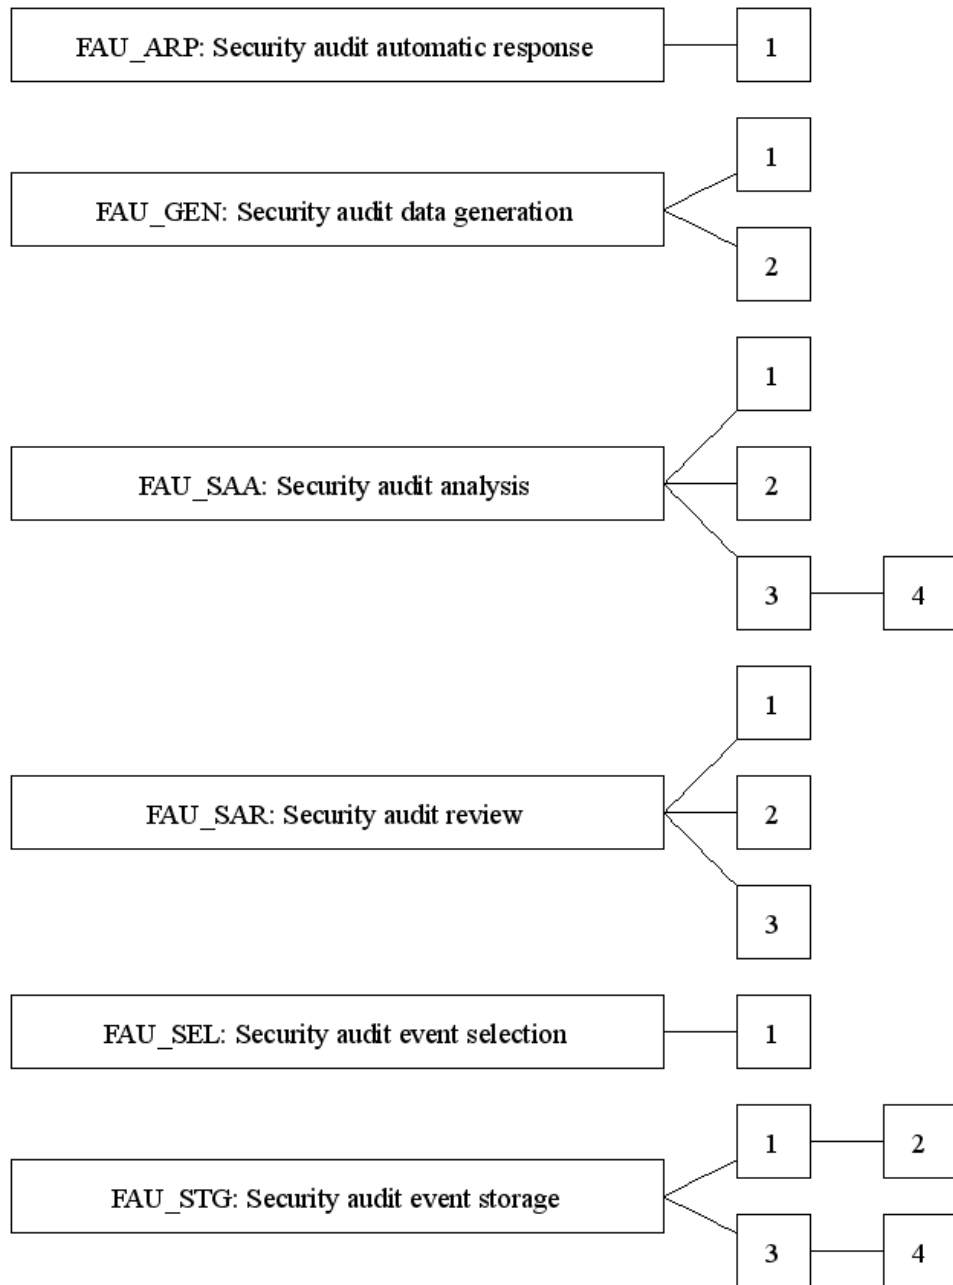 FAU_ARP: Security audit automatic response
1
1
FAU_GEN: Security audit data generation
2
1
FAU_SAA: Security audit analysis
2
3
4
1
FAU_SAR: Security audit review
2
3
FAU_SEL: Security audit event selection
1
1
2
FAU_STG: Security audit event storage
3
4